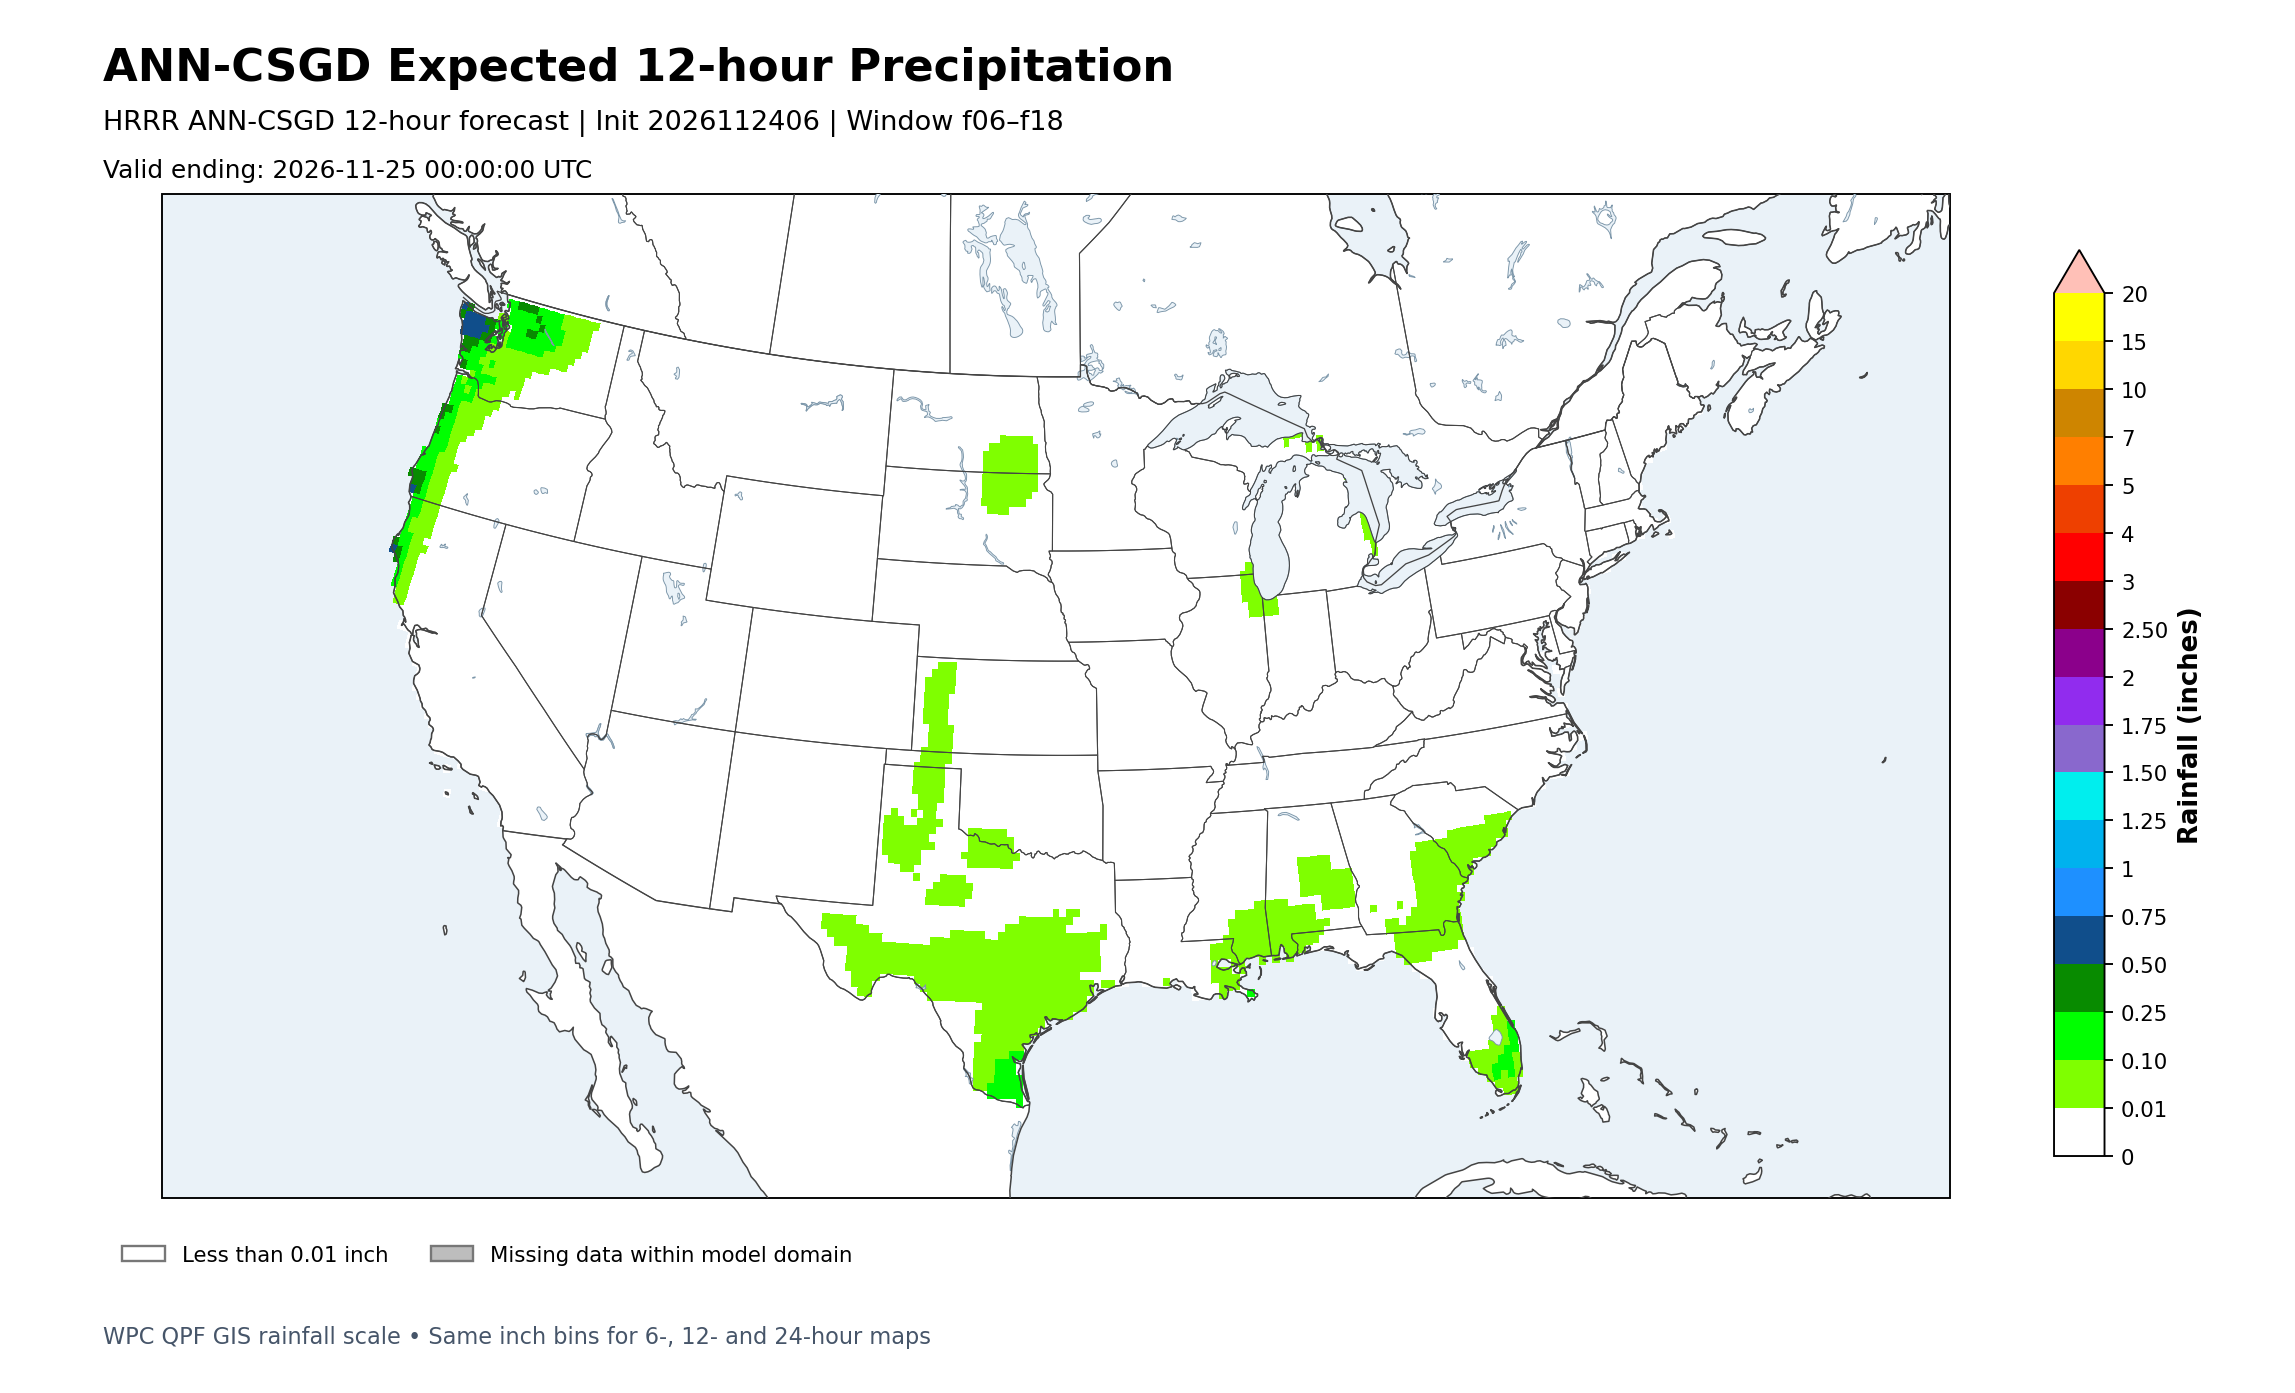 ANN-CSGD Expected 12-hour Precipitation
HRRR ANN-CSGD 12-hour forecast | Init 2026112406 | Window f06–f18
Valid ending: 2026-11-25 00:00:00 UTC
20
15
10
7
5
4
3
2.50
2
1.75
1.50
1.25
1
0.75
0.50
0.25
0.10
0.01
0
Rainfall (inches)
Less than 0.01 inch
Missing data within model domain
WPC QPF GIS rainfall scale • Same inch bins for 6-, 12- and 24-hour maps